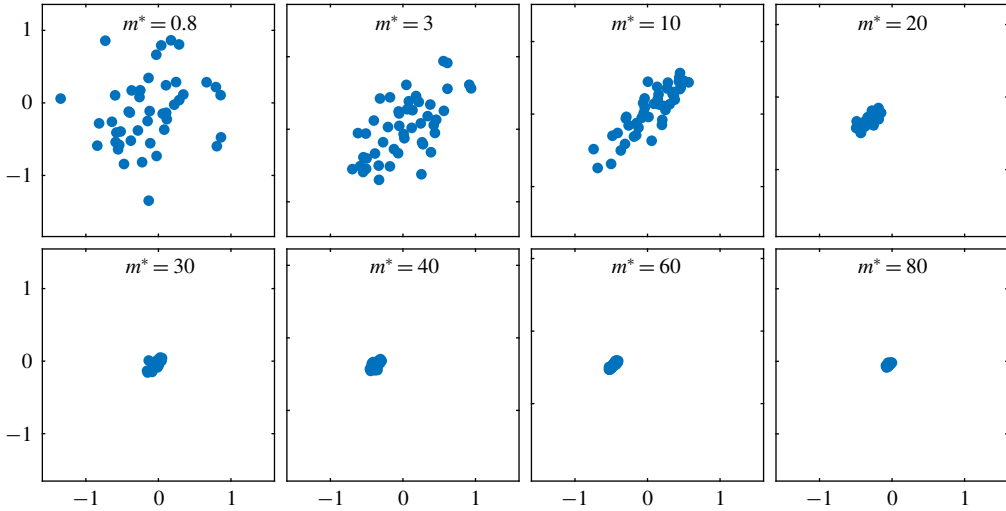 m* = 0.8
m* = 3
m* = 10
m* = 20
1
0
−1
m* = 30
m* = 40
m* = 60
m* = 80
1
0
−1
−1 0 1
−1 0 1
−1 0 1
−1 0 1